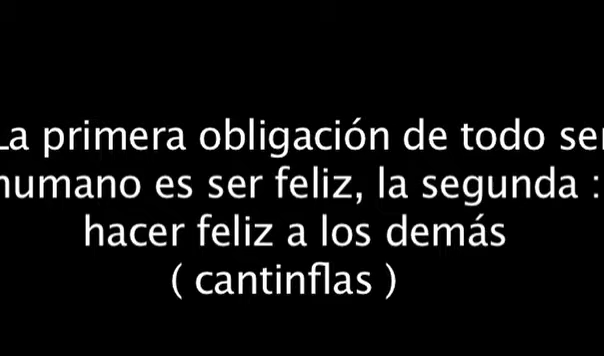 La primera obligación de todo ser
humano es ser feliz, la segunda :
hacer feliz a los demás
( cantinflas )